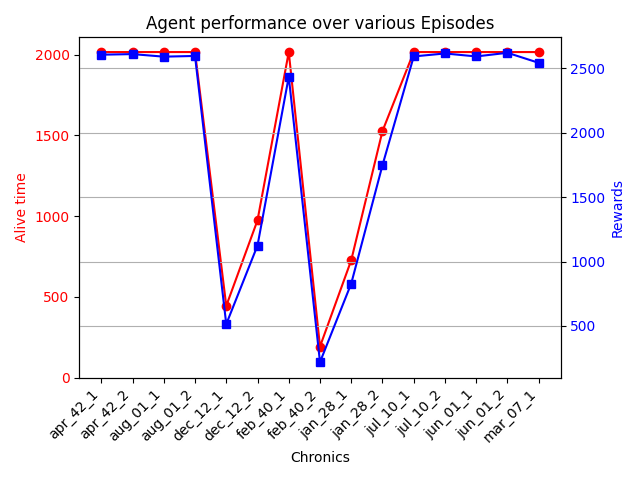 Agent performance over various Episodes
Alive time
2000
1500
1000
500
0
2500
2000
1500
1000
500
Rewards
apr_42_1
apr_42_2
aug_01_1
aug_01_2
dec_12_1
dec_12_2
feb_40_1
feb_40_2
jan_28_1
jan_28_2
jul_10_1
jul_10_2
jun_01_1
jun_01_2
mar_07_1
Chronics